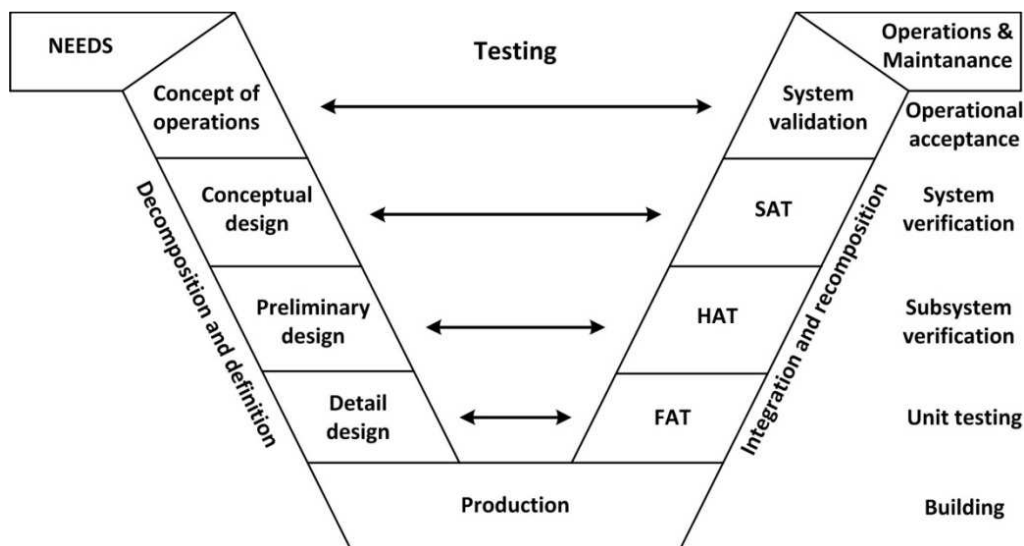 NEEDS
Testing
Operations &
Maintanance
Concept of
operations
System
validation
Operational
acceptance
Conceptual
design
SAT
System
verification
Decomposition and definition
Integration and recomposition
Preliminary
design
HAT
Subsystem
verification
Detail
design
FAT
Unit testing
Production
Building